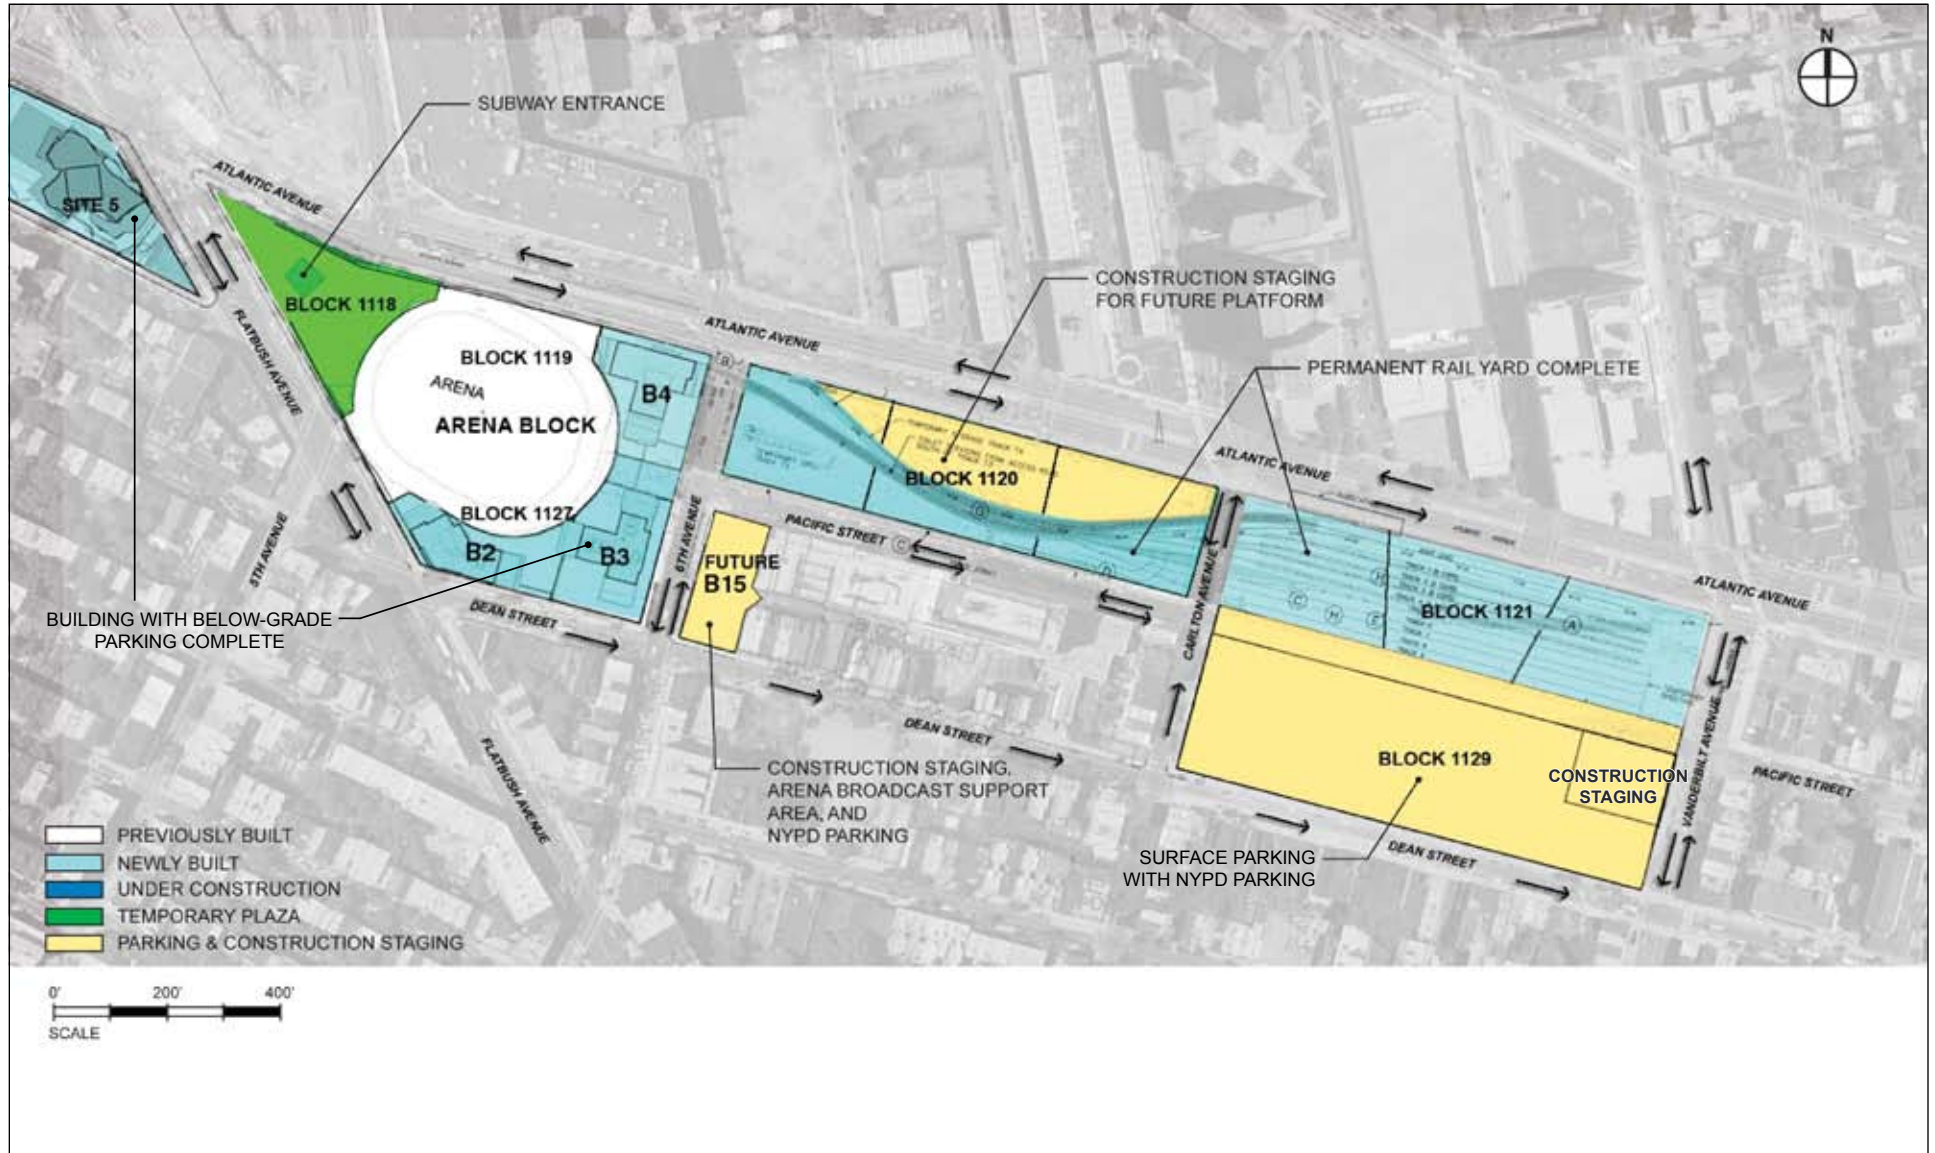 N
SUBWAY ENTRANCE
ATLANTIC AVENUE
SITE 5
BLOCK 1118
CONSTRUCTION STAGING
FOR FUTURE PLATFORM
FLATBUSH AVENUE
ATLANTIC AVENUE
BLOCK 1119
ARENA
ARENA BLOCK
B4
PERMANENT RAIL YARD COMPLETE
ATLANTIC AVENUE
BLOCK 1120
BLOCK 1127
5TH AVENUE
6TH AVENUE
PACIFIC STREET
B2
B3
FUTURE
B15
CARLTON AVENUE
BLOCK 1121
ATLANTIC AVENUE
BUILDING WITH BELOW-GRADE
PARKING COMPLETE
DEAN STREET
DEAN STREET
FLATBUSH AVENUE
CONSTRUCTION STAGING,
ARENA BROADCAST SUPPORT
AREA, AND
NYPD PARKING
BLOCK 1129
CONSTRUCTION
STAGING
VANDERBILT AVENUE
PACIFIC STREET
SURFACE PARKING
WITH NYPD PARKING
DEAN STREET
PREVIOUSLY BUILT
NEWLY BUILT
UNDER CONSTRUCTION
TEMPORARY PLAZA
PARKING & CONSTRUCTION STAGING
0' 200' 400'
SCALE